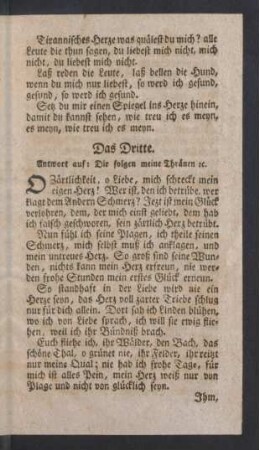 Tirannisches Herze was quälest du mich? alle
Leute die thun sagen, du liebest mich nicht, mich
nicht, du liebest mich nicht.
Laß reden die Leute, laß bellen die Hund,
wenn du mich nur liebest, so werd ich gesund,
gesund, so werd ich gesund.
Setz du mir einen Spiegel ins Herze hinein,
damit du kannst sehen, wie treu ich es meyn,
es meyn, wie treu ich es meyn.
Das Dritte.
Antwort auf: Die folgen meine Thränen ꝛc.
O Zärtlichkeit, o Liebe, mich schreckt mein
eigen Herz! Wer ist, den ich betrübe, wer
klagt dem Andern Schmerz? Jezt ist mein Glück
verlohren, dem, der mich einst geliebt, dem hab
ich falsch geschworen, sein zärtlich Herz betrübt.
Nun fühl ich seine Plagen, ich theile seinen
Schmerz, mich selbst muß ich anklagen, und
mein untreues Herz. So groß sind seine Wun-
den, nichts kann mein Herz erfreun, nie wer-
den frohe Stunden mein erstes Glück erneun.
So standhaft in der Liebe wird nie ein
Herze seyn, das Herz voll zarter Triebe schlug
nur für dich allein. Dort sah ich Linden blühen,
wo ich von Liebe sprach, ich will sie ewig flie-
hen, weil ich ihr Bündniß brach.
Euch fliehe ich, ihr Wälder, den Bach, das
schöne Thal, o grünet nie, ihr Felder, ihr reitzt
nur meine Qual; nie hab ich frohe Tage, für
mich ist alles Pein, mein Herz weiß nur von
Plage und nicht von glücklich seyn.
Ihm,